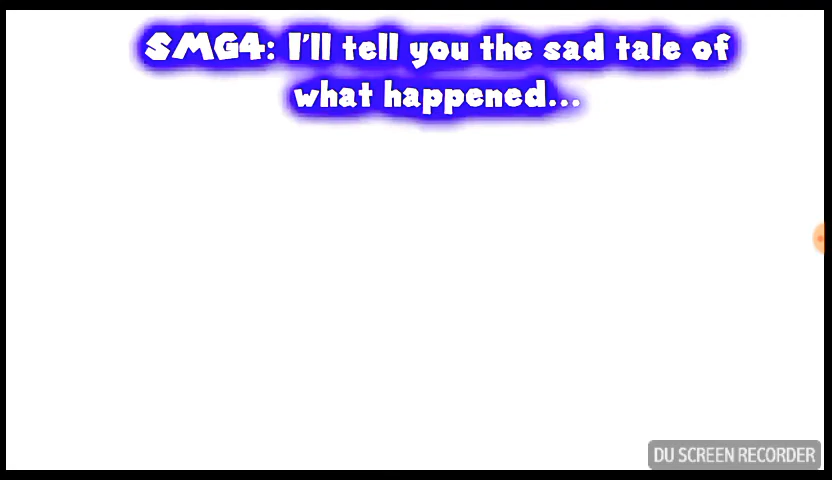 SMG4: I'll tell you the sad tale of
what happened...
DU SCREEN RECORDER